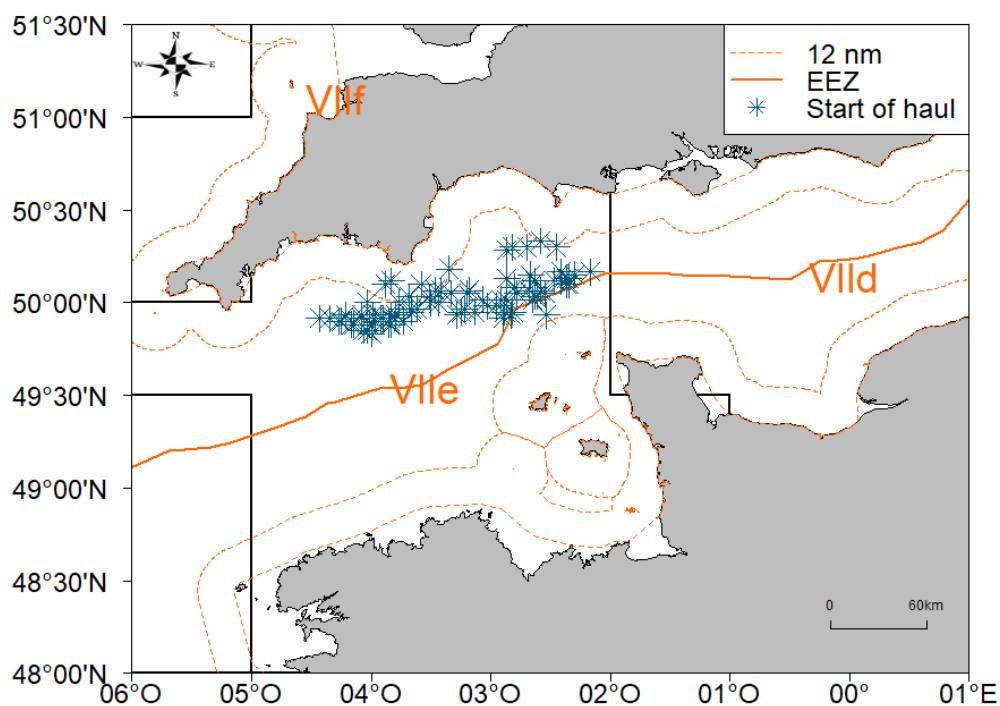 51°30'N
51°00'N
50°30'N
50°00'N
49°30'N
49°00'N
48°30'N
48°00'N
N
W E
S
12 nm
EEZ
Start of haul
VIIf
VIId
VIIe
0 60km
06°O 05°O 04°O 03°O 02°O 01°O 00° 01°E